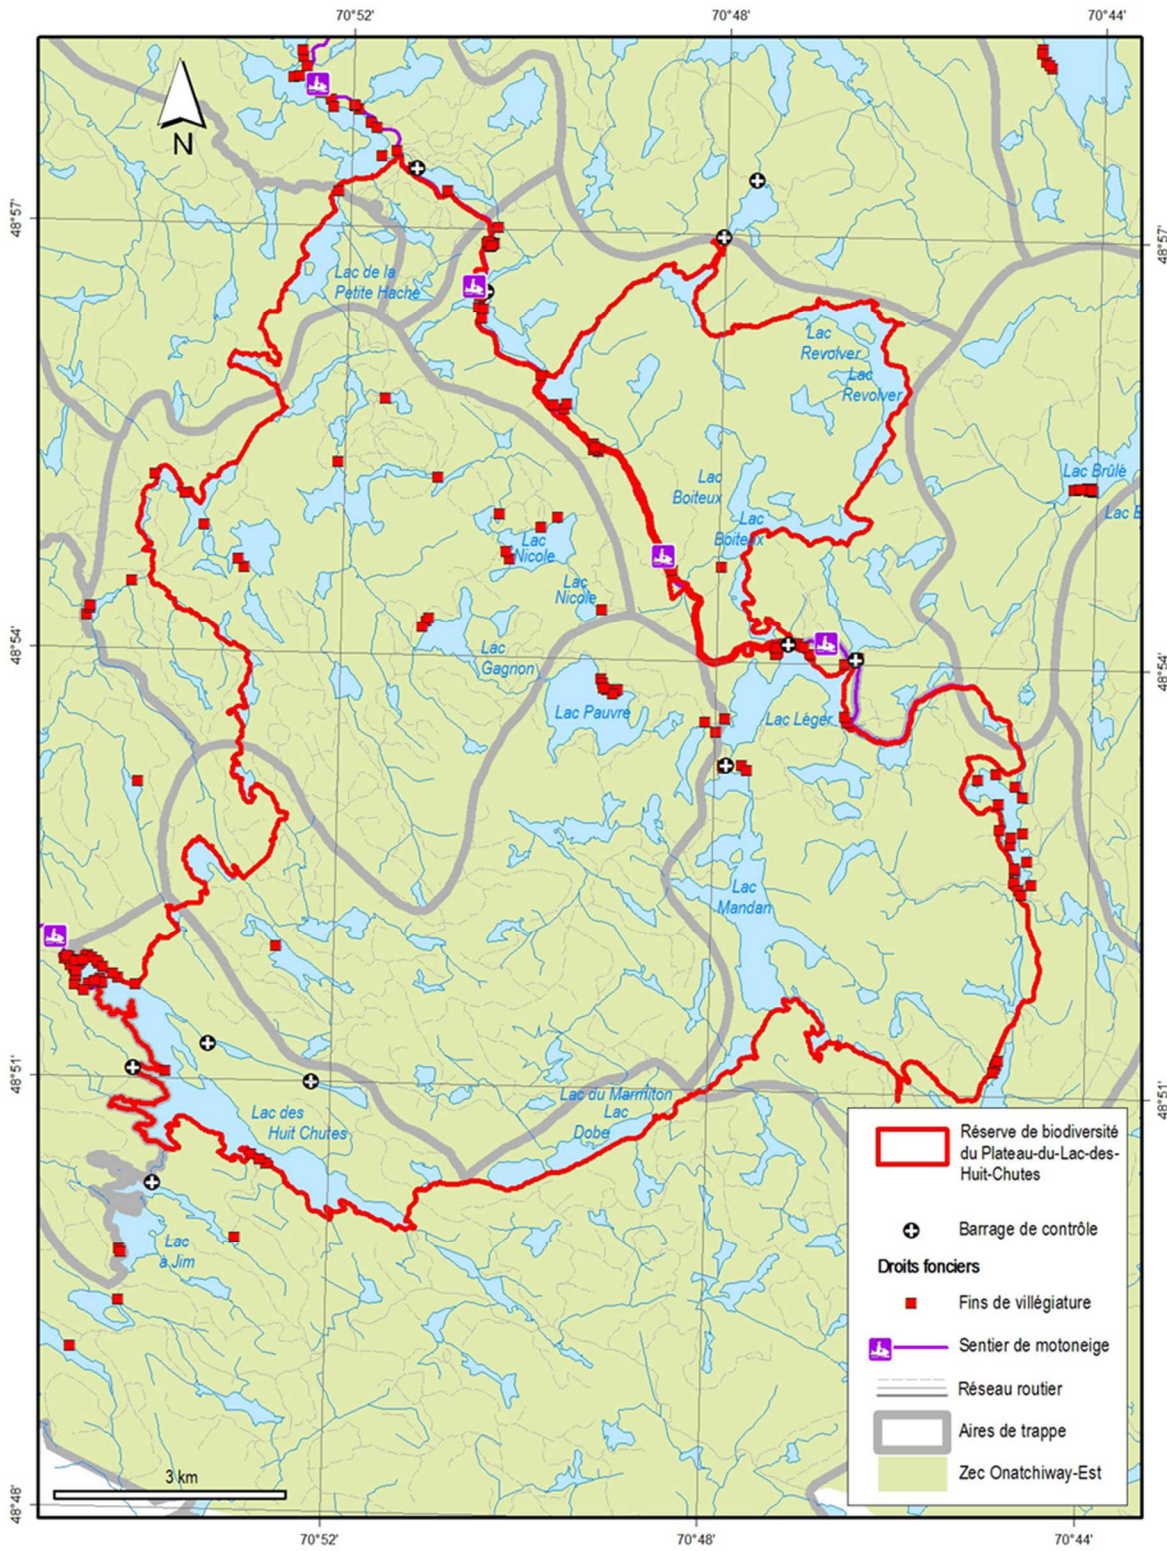 70°52'
70°48'
70°44'
N
48°57'
48°57'
Lac de la
Petite Hache
Lac
Revolver
Lac
Revolver
Lac Brûlé
Lac
Boiteux
Lac B
Lac
Boiteux
Lac
Nicole
Lac
Nicole
48°54'
48°54'
Lac
Gagnon
Lac Pauvre
Lac Léger
Lac
Mandan
48°51'
48°51'
Lac des
Huit Chutes
Lac du Marmiton
Lac
Dobe
Lac
à Jim
Réserve de biodiversité
du Plateau-du-Lac-des-
Huit-Chutes
Barrage de contrôle
Droits fonciers
Fins de villégiature
Sentier de motoneige
Réseau routier
Aires de trappe
Zec Onatchiway-Est
3 km
48°48'
70°52'
70°48'
70°44'